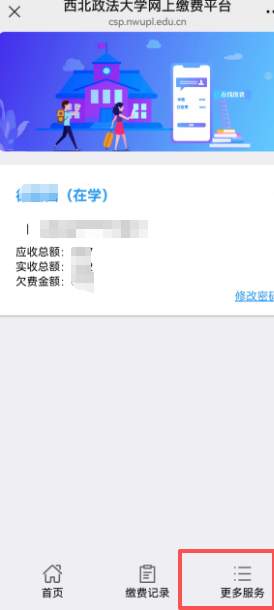 西北政法大学网上缴费平台
csp.nwupl.edu.cn
在线缴费
（在学）
应收总额：
实收总额：
欠费金额：
修改密码
首页
缴费记录
更多服务